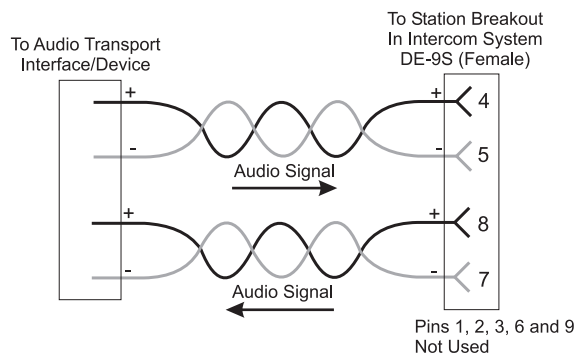 To Audio Transport
Interface/Device
To Station Breakout
In Intercom System
DE-9S (Female)
+ + 4
- - 5
Audio Signal
+ + 8
- - 7
Audio Signal
Pins 1, 2, 3, 6 and 9
Not Used